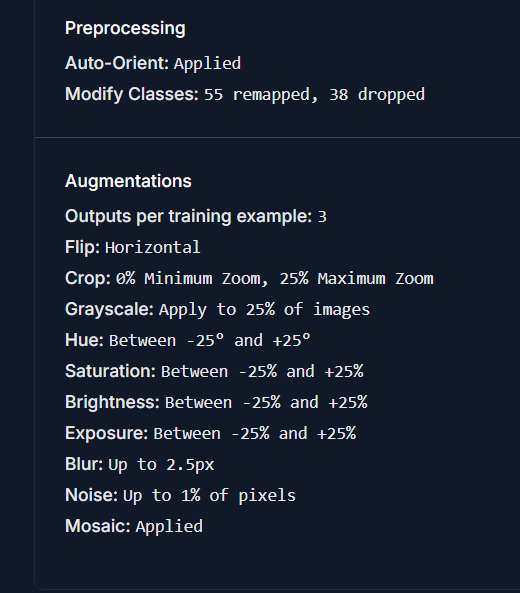 Preprocessing
Auto-Orient: Applied
Modify Classes: 55 remapped, 38 dropped
Augmentations
Outputs per training example: 3
Flip: Horizontal
Crop: 0% Minimum Zoom, 25% Maximum Zoom
Grayscale: Apply to 25% of images
Hue: Between -25° and +25°
Saturation: Between -25% and +25%
Brightness: Between -25% and +25%
Exposure: Between -25% and +25%
Blur: Up to 2.5px
Noise: Up to 1% of pixels
Mosaic: Applied